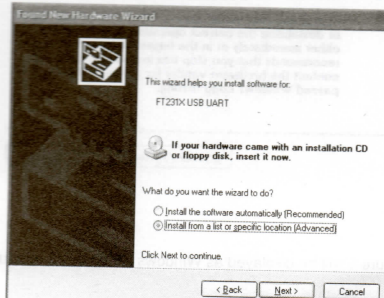 Found New Hardware Wizard
This wizard helps you install software for:
FT231X USB UART
If your hardware came with an installation CD
or floppy disk, insert it now.
What do you want the wizard to do?
Install the software automatically (Recommended)
Install from a list or specific location (Advanced)
Click Next to continue.
< Back
Next >
Cancel